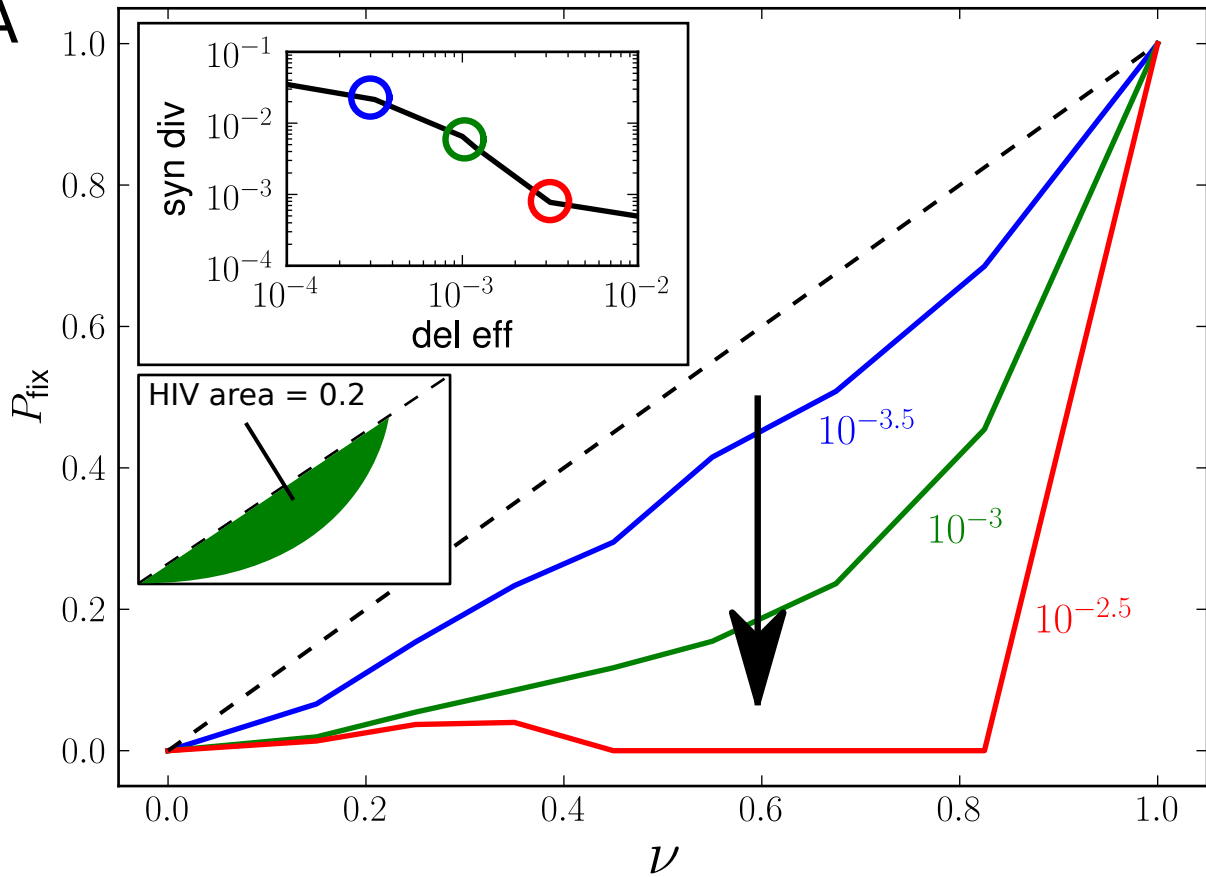 A
1.0
0.8
0.6
0.4
0.2
0.0
P_fix
10^{-1}
10^{-2}
10^{-3}
10^{-4}
syn div
10^{-4} 10^{-3} 10^{-2}
del eff
HIV area = 0.2
10^{-3.5}
10^{-3}
10^{-2.5}
0.0 0.2 0.4 0.6 0.8 1.0
ν